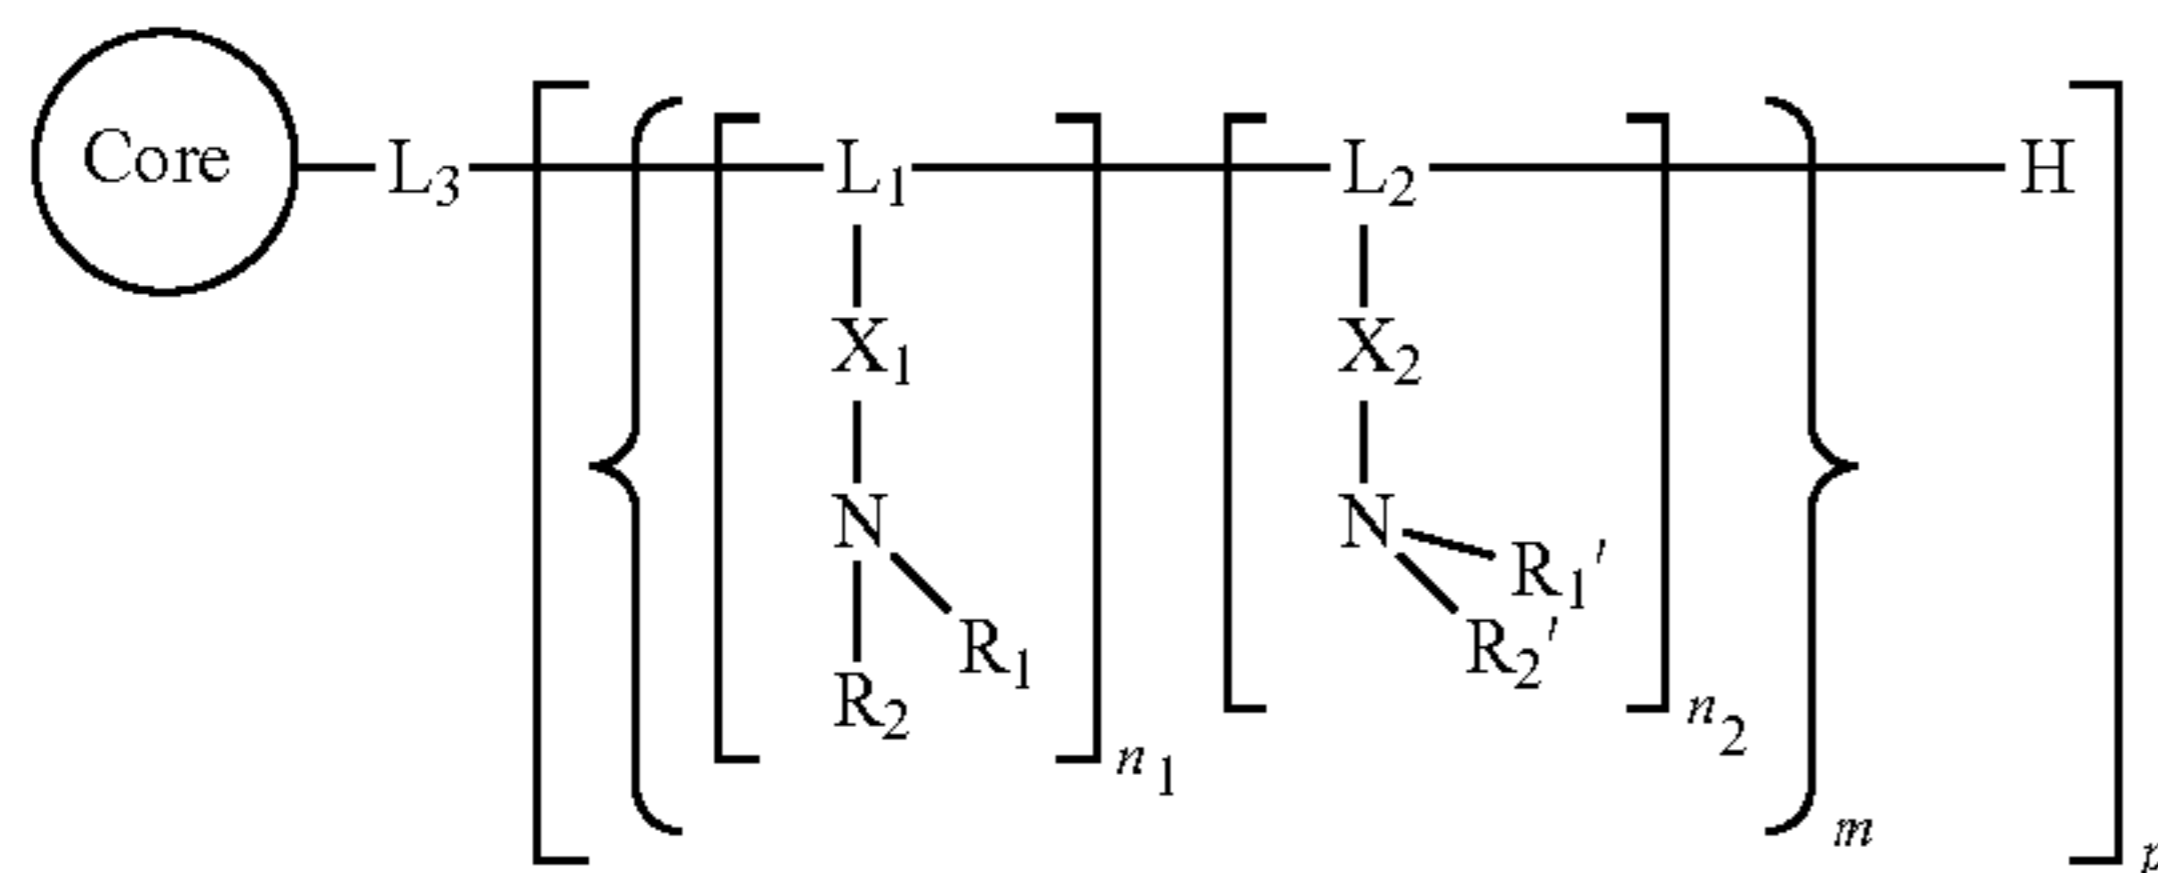 Core L₃ L₁ L₂ H
X₁ X₂
N N
R₁' 
R₁ R₂'
R₂ n₂
n₁
m